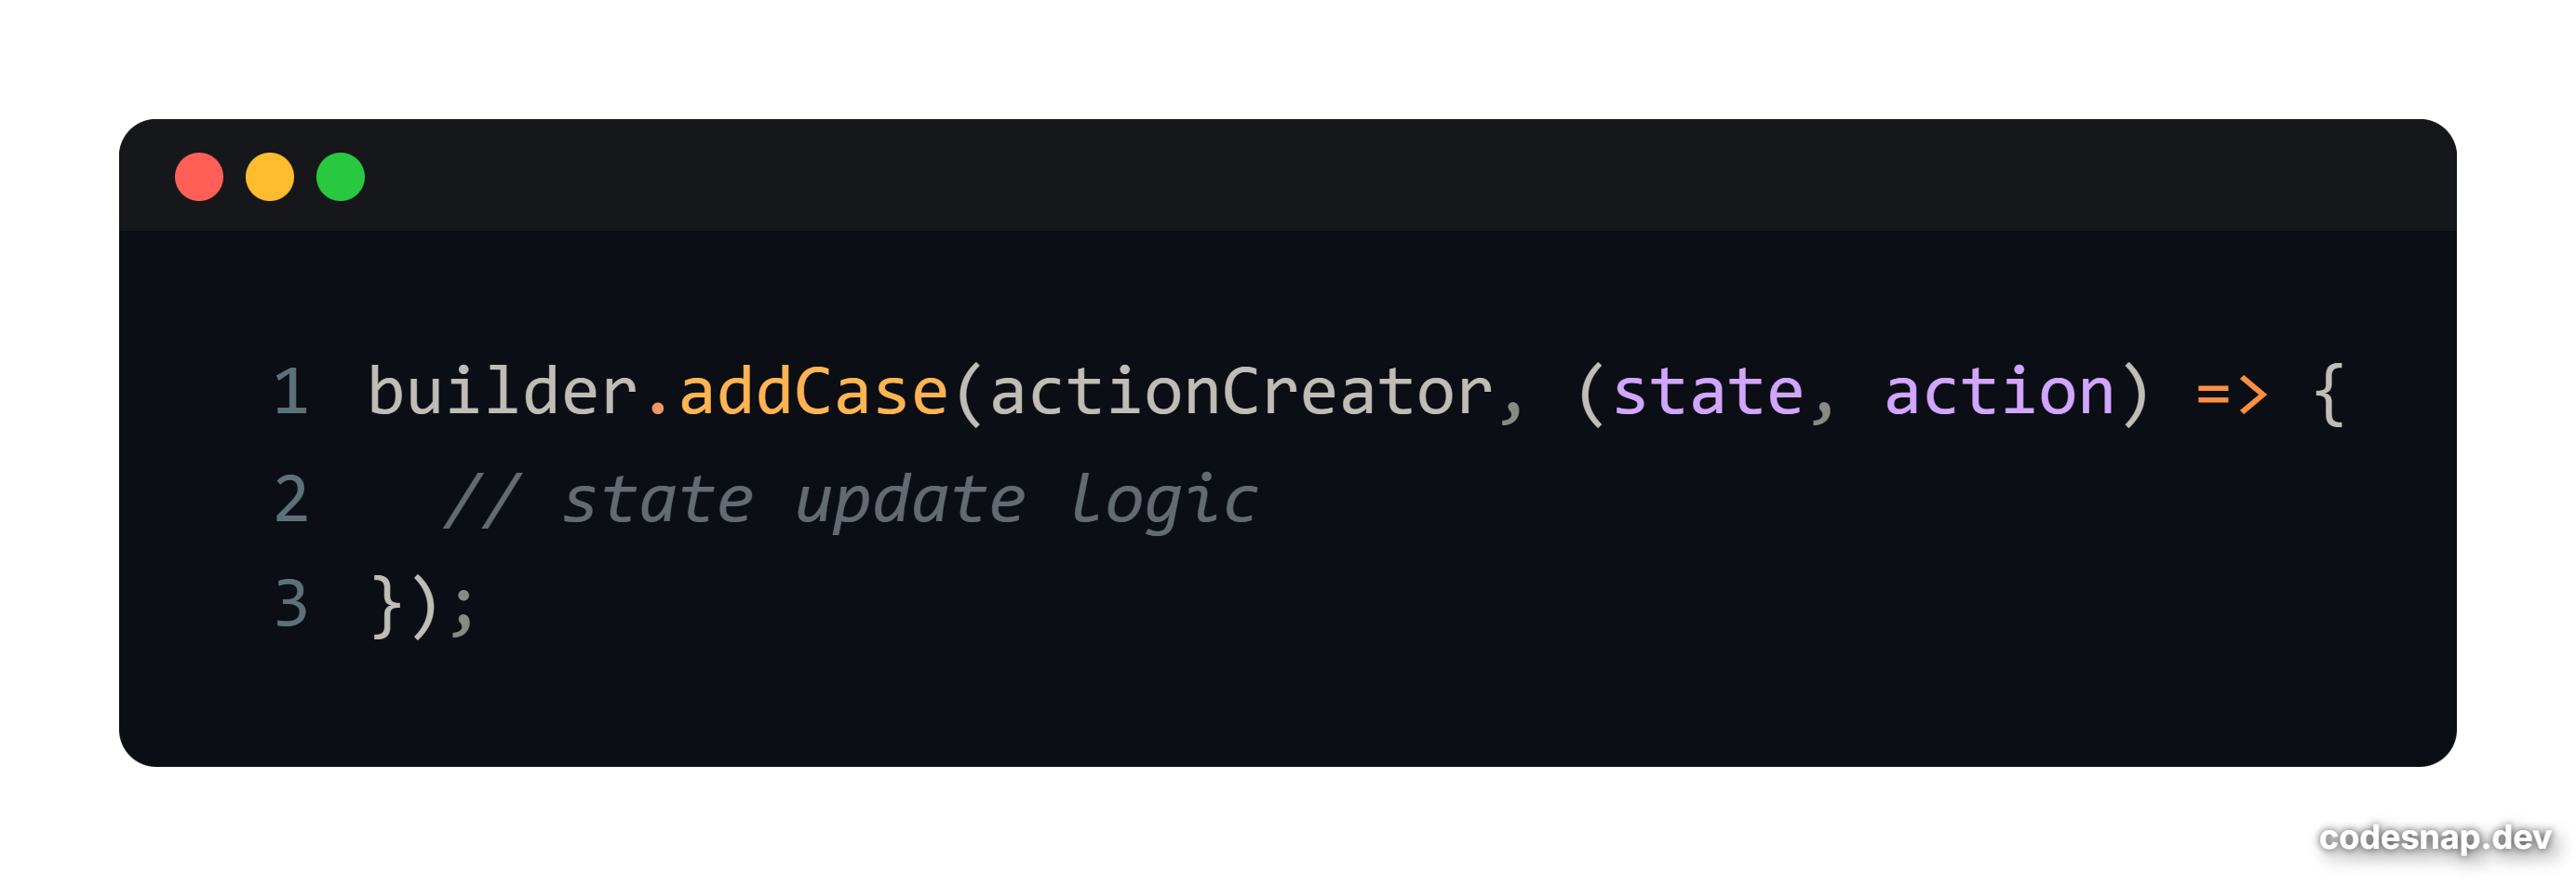 1 builder.addCase(actionCreator, (state, action) => {
2   // state update logic
3 });
codesnap.dev